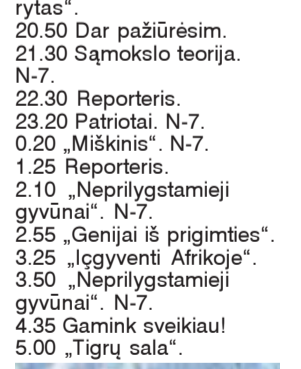 rytas“.
20.50 Dar pažiūrėsim.
21.30 Sąmokslo teorija.
N-7.
22.30 Reporteris.
23.20 Patriotai. N-7.
0.20 „Miškinis“. N-7.
1.25 Reporteris.
2.10 „Neprilygstamieji
gyvūnai“. N-7.
2.55 „Genijai iš prigimties“.
3.25 „Içgyventi Afrikoje“.
3.50 „Neprilygstamieji
gyvūnai“. N-7.
4.35 Gamink sveikiau!
5.00 „Tigrų sala“.